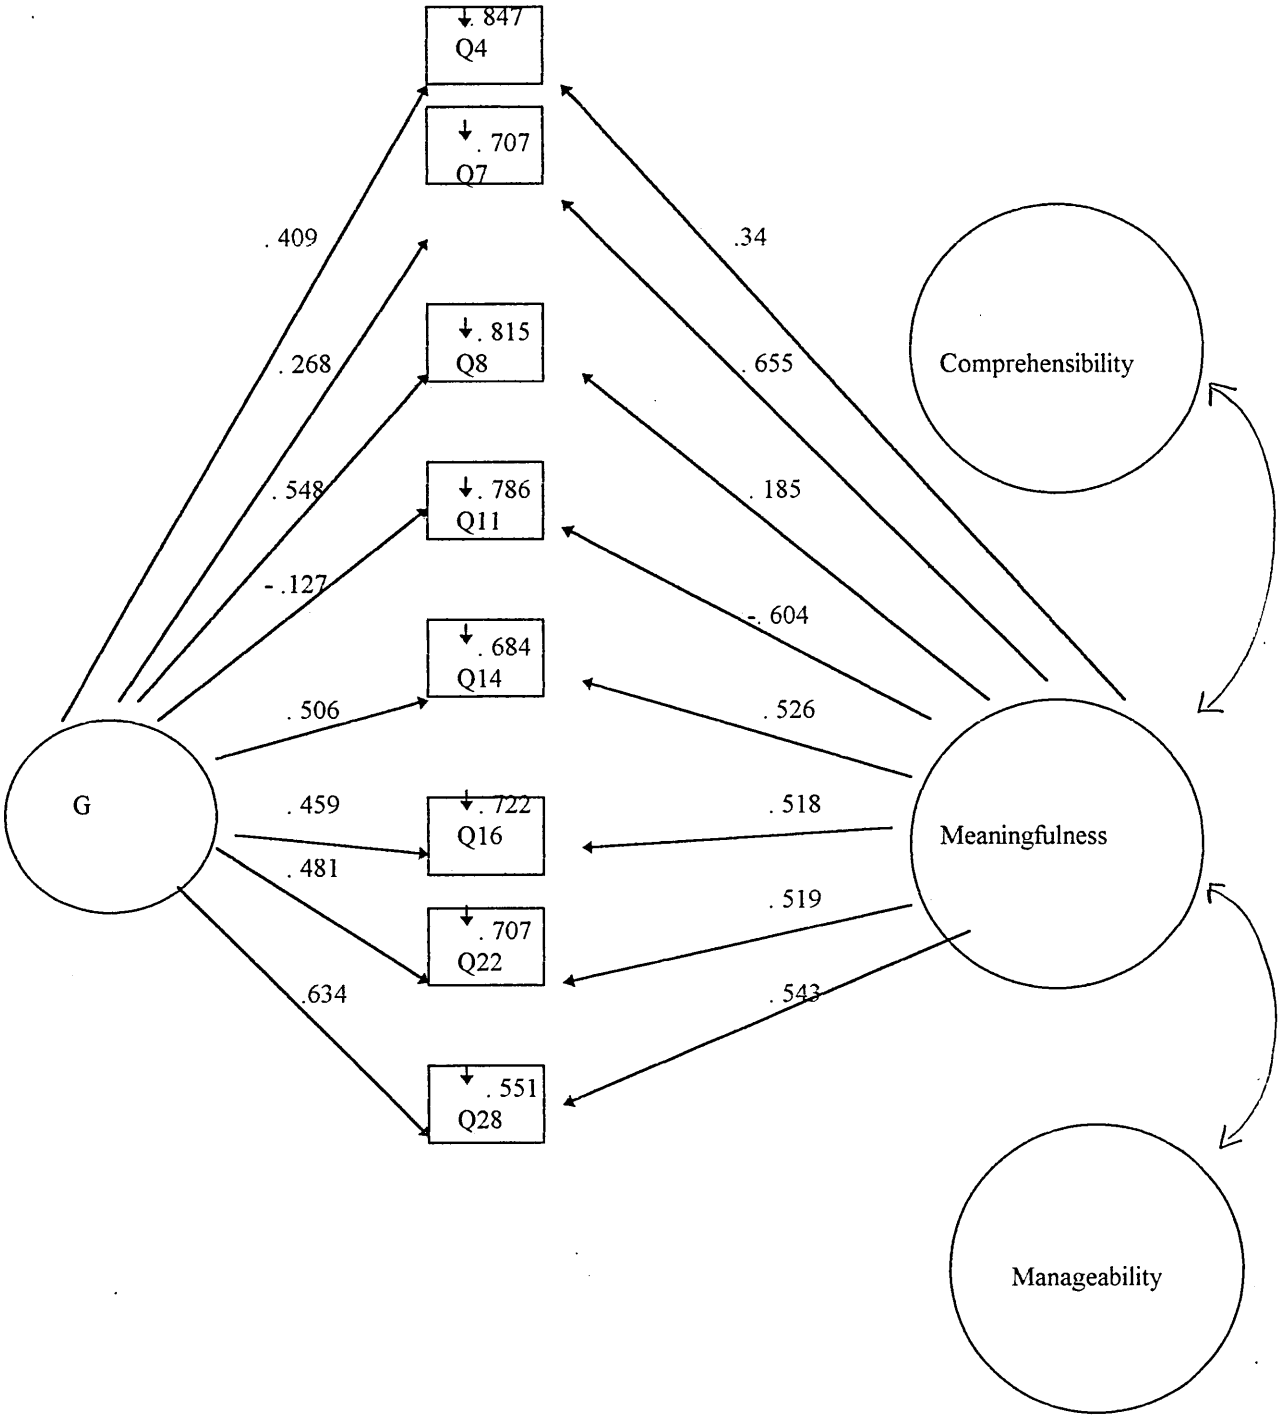 . 847
Q4
. 707
Q7
. 409
.34
. 815
Q8
. 268
. 655
Comprehensibility
. 548
. 786
Q11
. 185
- .127
-. 604
. 684
Q14
. 506
. 526
G
. 459
. 722
Q16
. 518
Meaningfulness
. 481
. 519
. 707
Q22
.634
. 543
. 551
Q28
Manageability